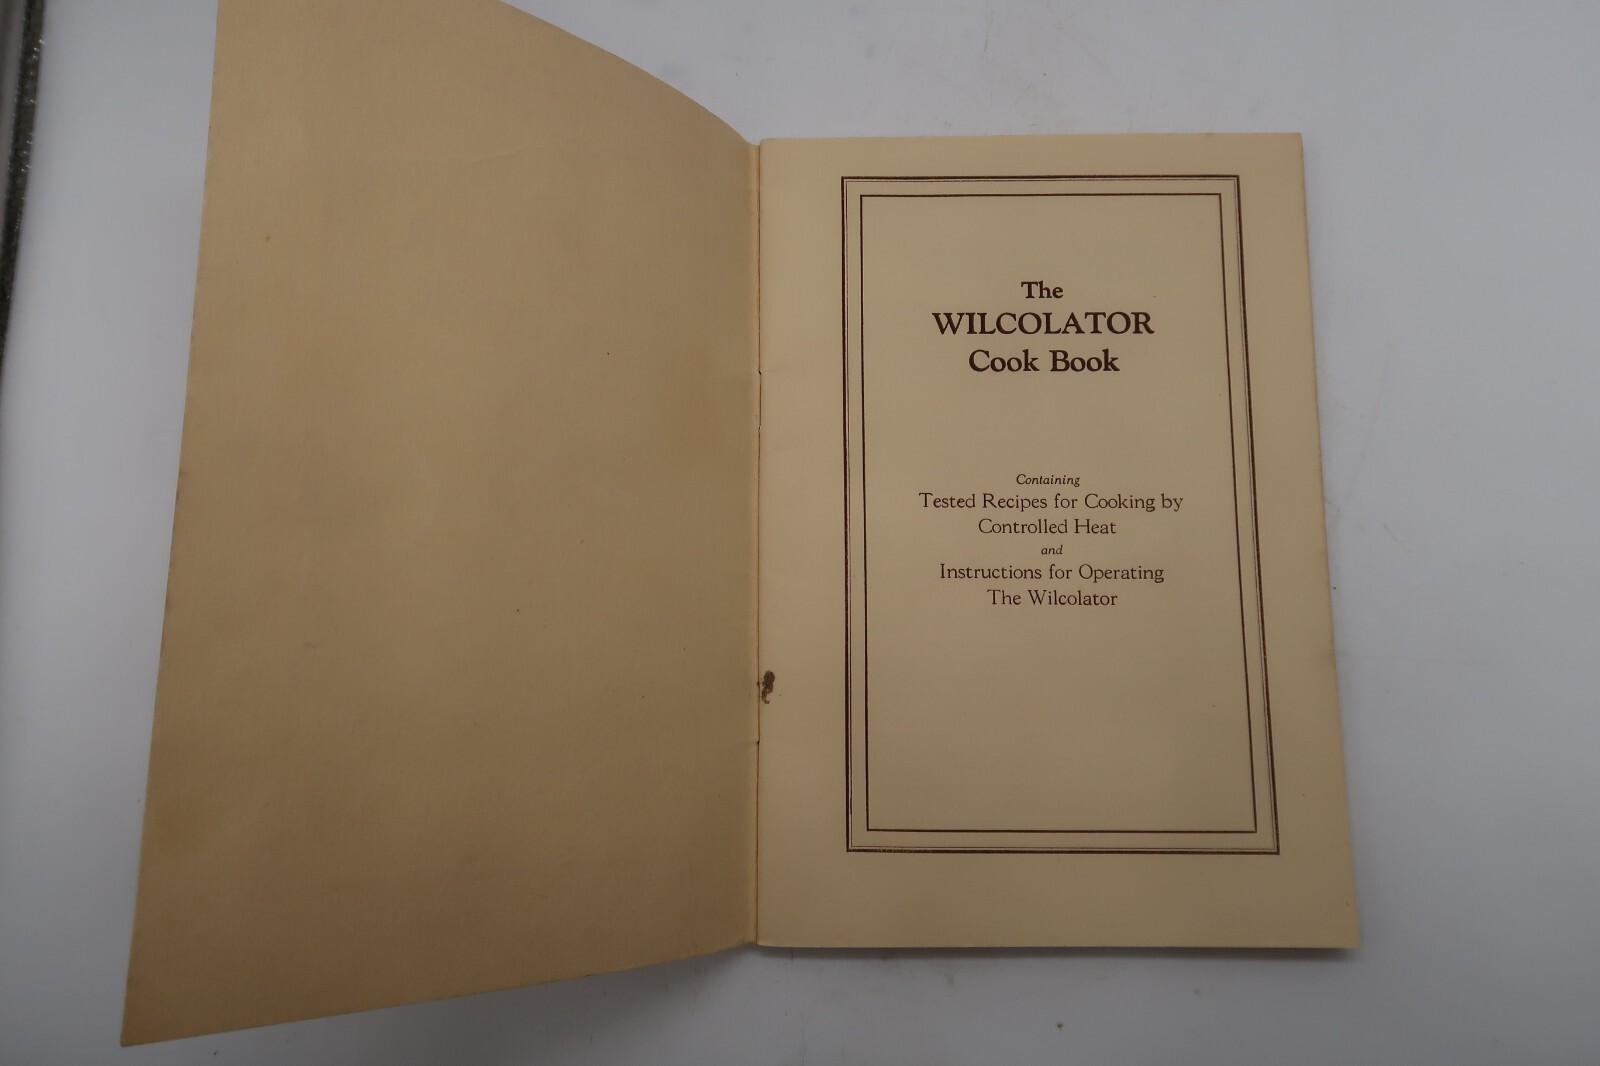 The
WILCOLATOR
Cook Book
Containing
Tested Recipes for Cooking by
Controlled Heat
and
Instructions for Operating
The Wilcolator